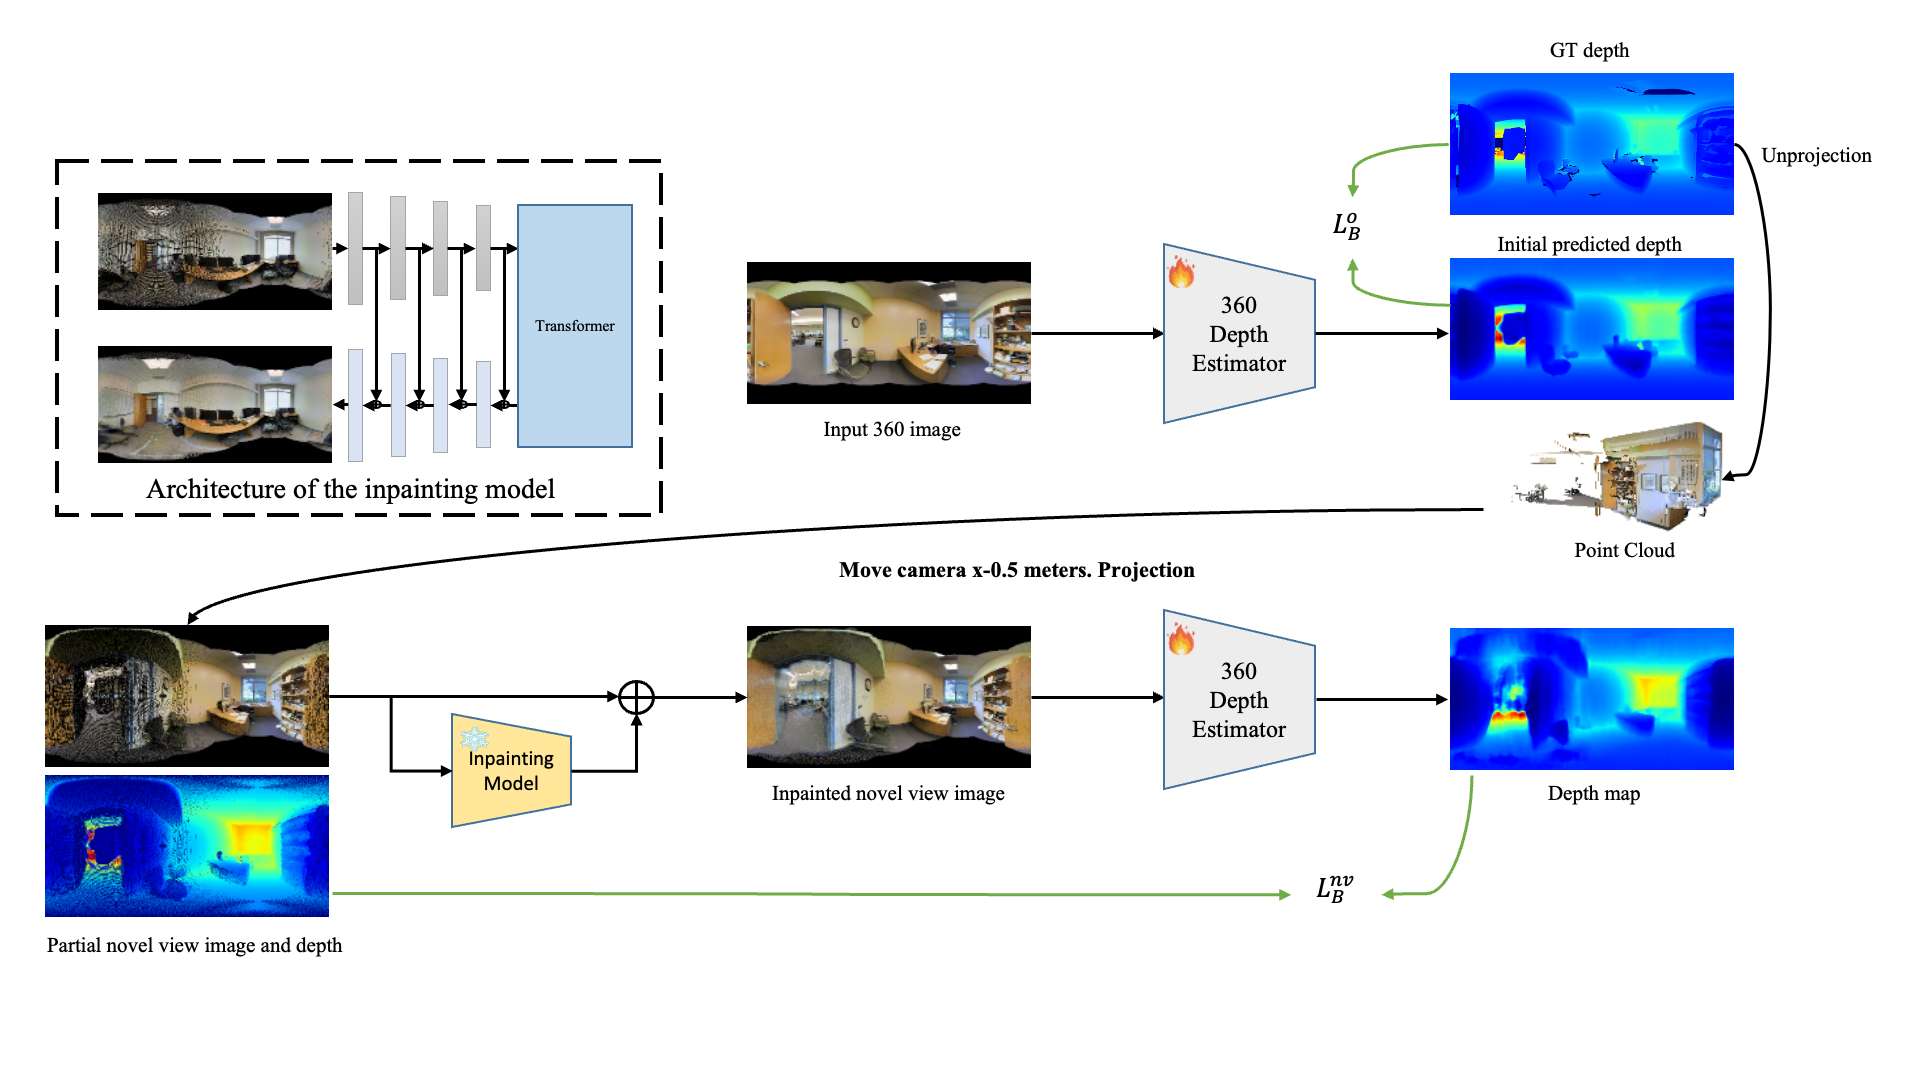 GT depth
Unprojection
L_B^o
Initial predicted depth
Transformer
Architecture of the inpainting model
360
Depth
Estimator
Input 360 image
Point Cloud
Move camera x-0.5 meters. Projection
Inpainting
Model
360
Depth
Estimator
Inpainted novel view image
Depth map
L_B^{nv}
Partial novel view image and depth